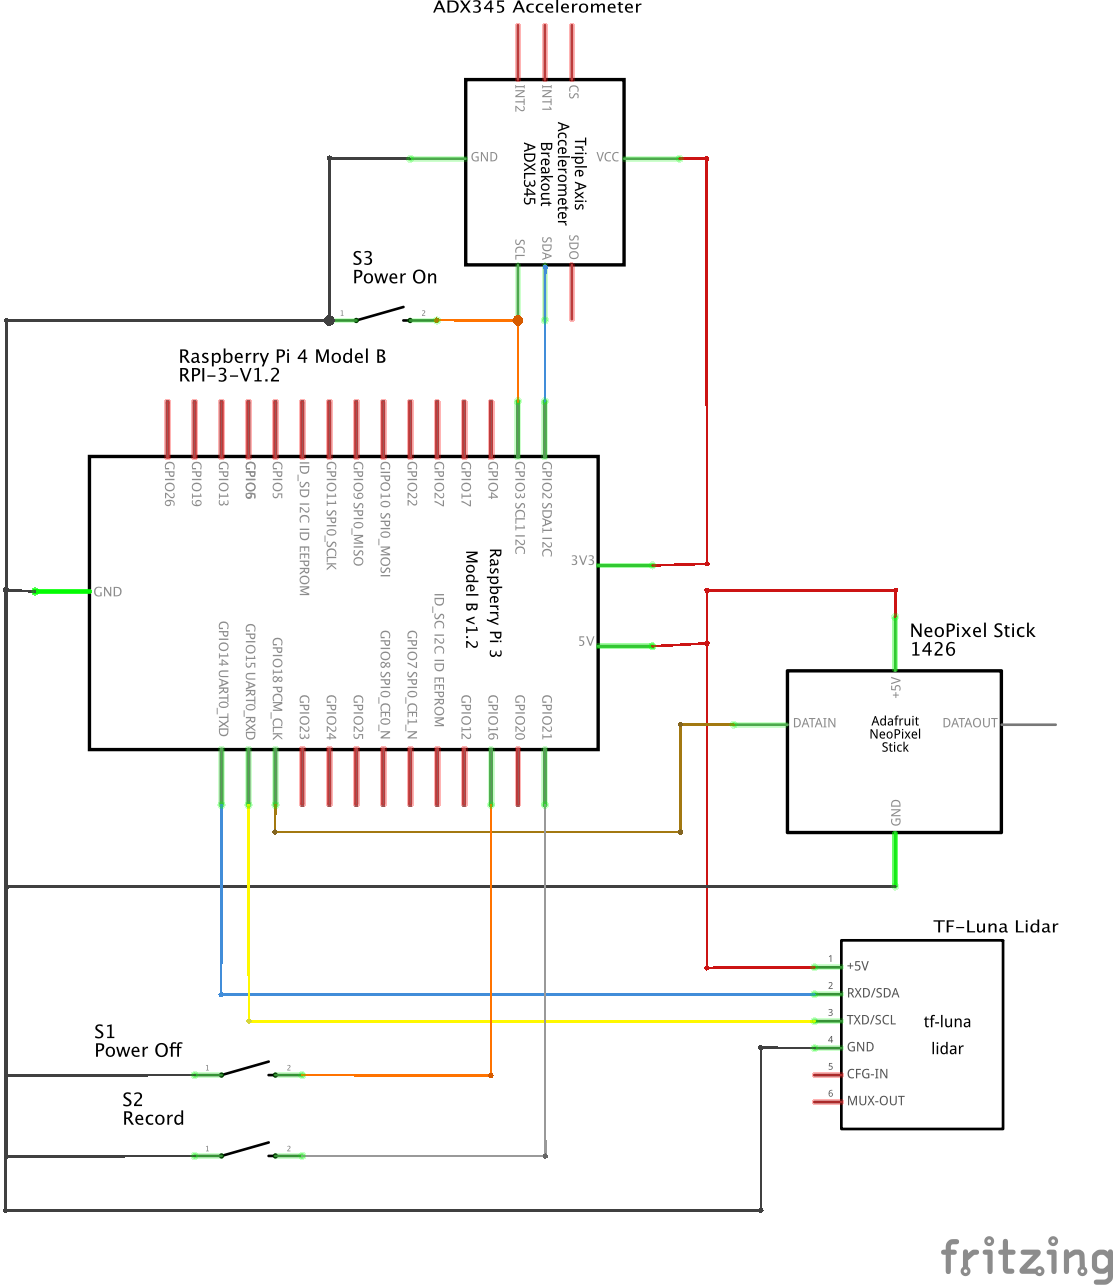 ADX345 Accelerometer
INT2
INT1
CS
GND
VCC
Triple Axis
Accelerometer
Breakout
ADXL345
SCL
SDA
SDO
S3
Power On
1
2
Raspberry Pi 4 Model B
RPI-3-V1.2
GPIO26
GPIO19
GPIO13
GPIO6
GPIO5
ID_SD I2C ID EEPROM
GPIO11 SPI0_SCLK
GPIO9 SPI0_MISO
GIPO10 SPI0_MOSI
GPIO22
GPIO27
GPIO17
GPIO4
GPIO3 SCL1 I2C
GPIO2 SDA1 I2C
3V3
GND
Raspberry Pi 3
Model B v1.2
5V
GPIO14 UART0_TXD
GPIO15 UART0_RXD
GPIO18 PCM_CLK
GPIO23
GPIO24
GPIO25
GPIO8 SPI0_CE0_N
GPIO7 SPI0_CE1_N
ID_SC I2C ID EEPROM
GPIO12
GPIO16
GPIO20
GPIO21
NeoPixel Stick
1426
+5V
DATAIN
Adafruit
NeoPixel
Stick
DATAOUT
GND
TF-Luna Lidar
1
+5V
2
RXD/SDA
3
TXD/SCL
4
GND
5
CFG-IN
6
MUX-OUT
tf-luna
lidar
S1
Power Off
1
2
S2
Record
1
2
fritzing